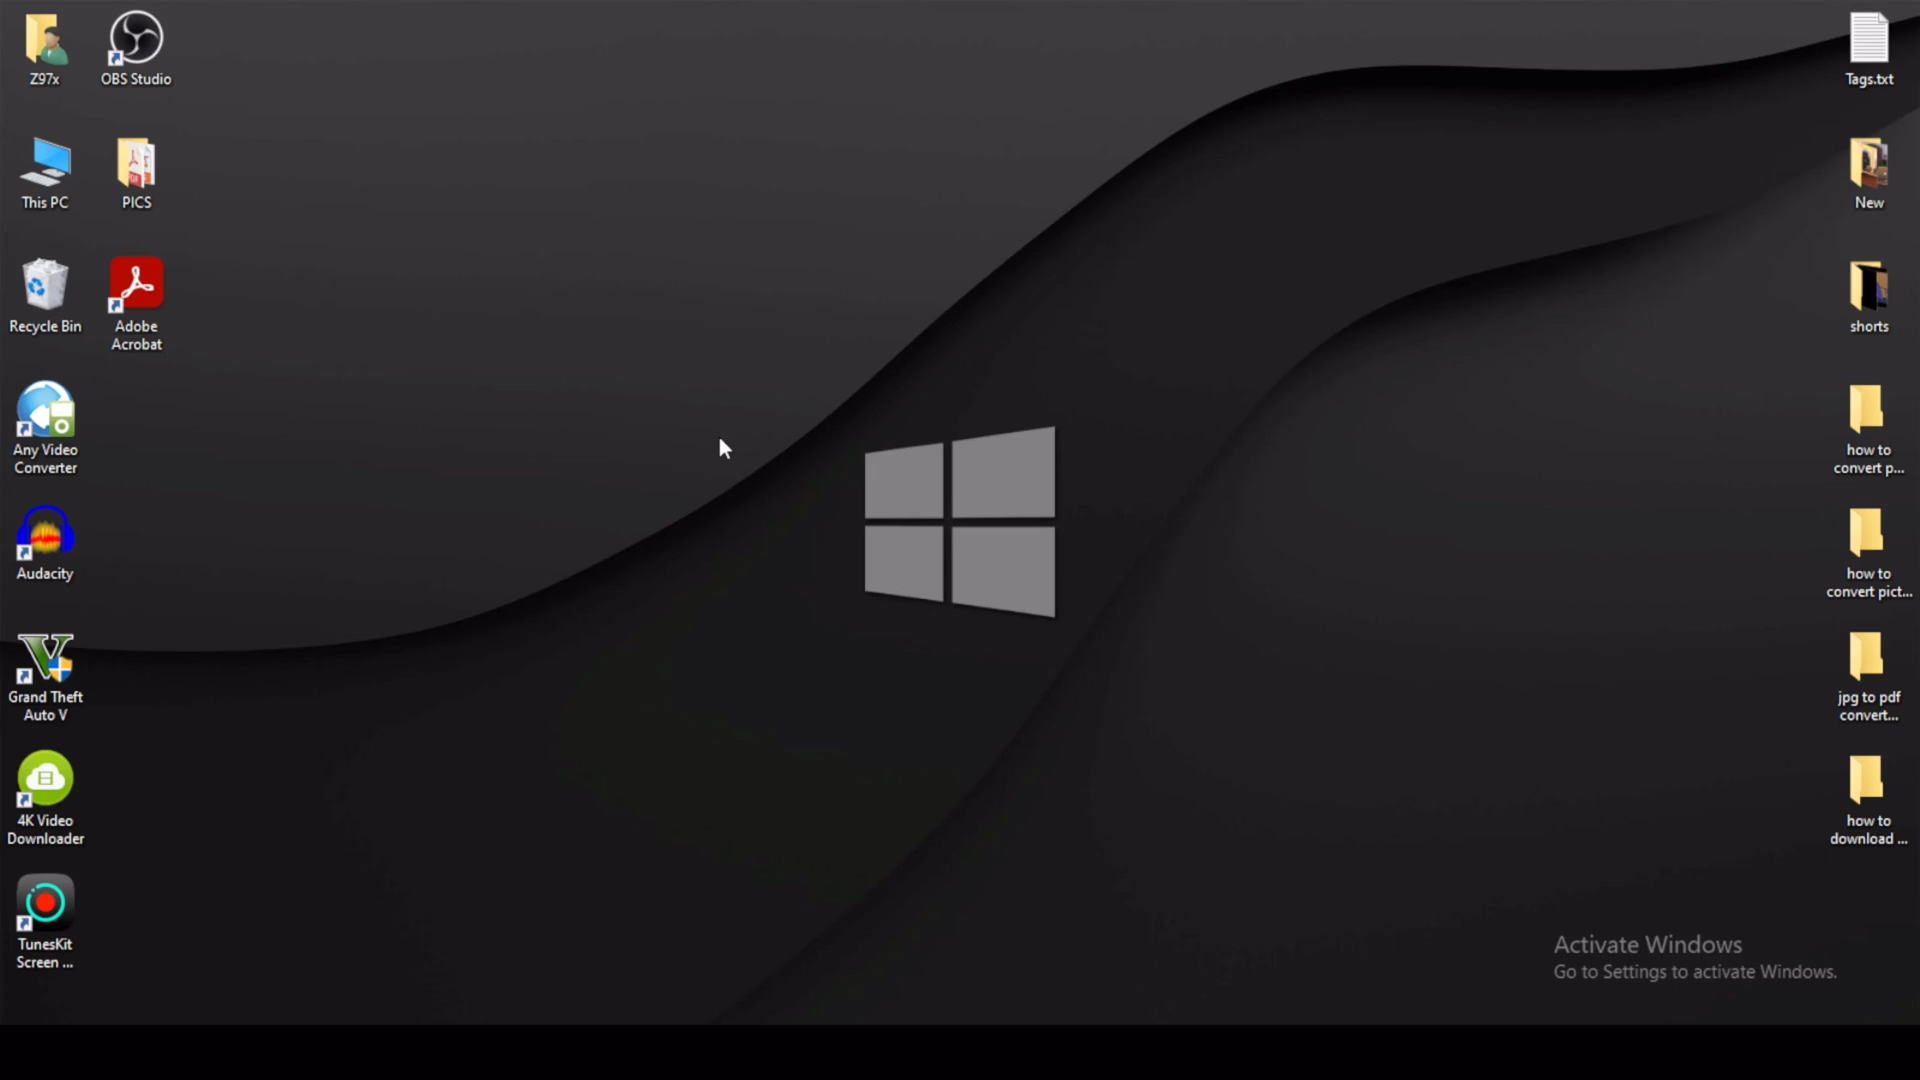 Z97x
OBS Studio
Tags.txt
This PC
PICS
New
Recycle Bin
Adobe
Acrobat
shorts
Any Video
Converter
how to
convert p...
Audacity
how to
convert pict...
Grand Theft
Auto V
jpg to pdf
convert...
4K Video
Downloader
how to
download ...
TunesKit
Screen ...
Activate Windows
Go to Settings to activate Windows.